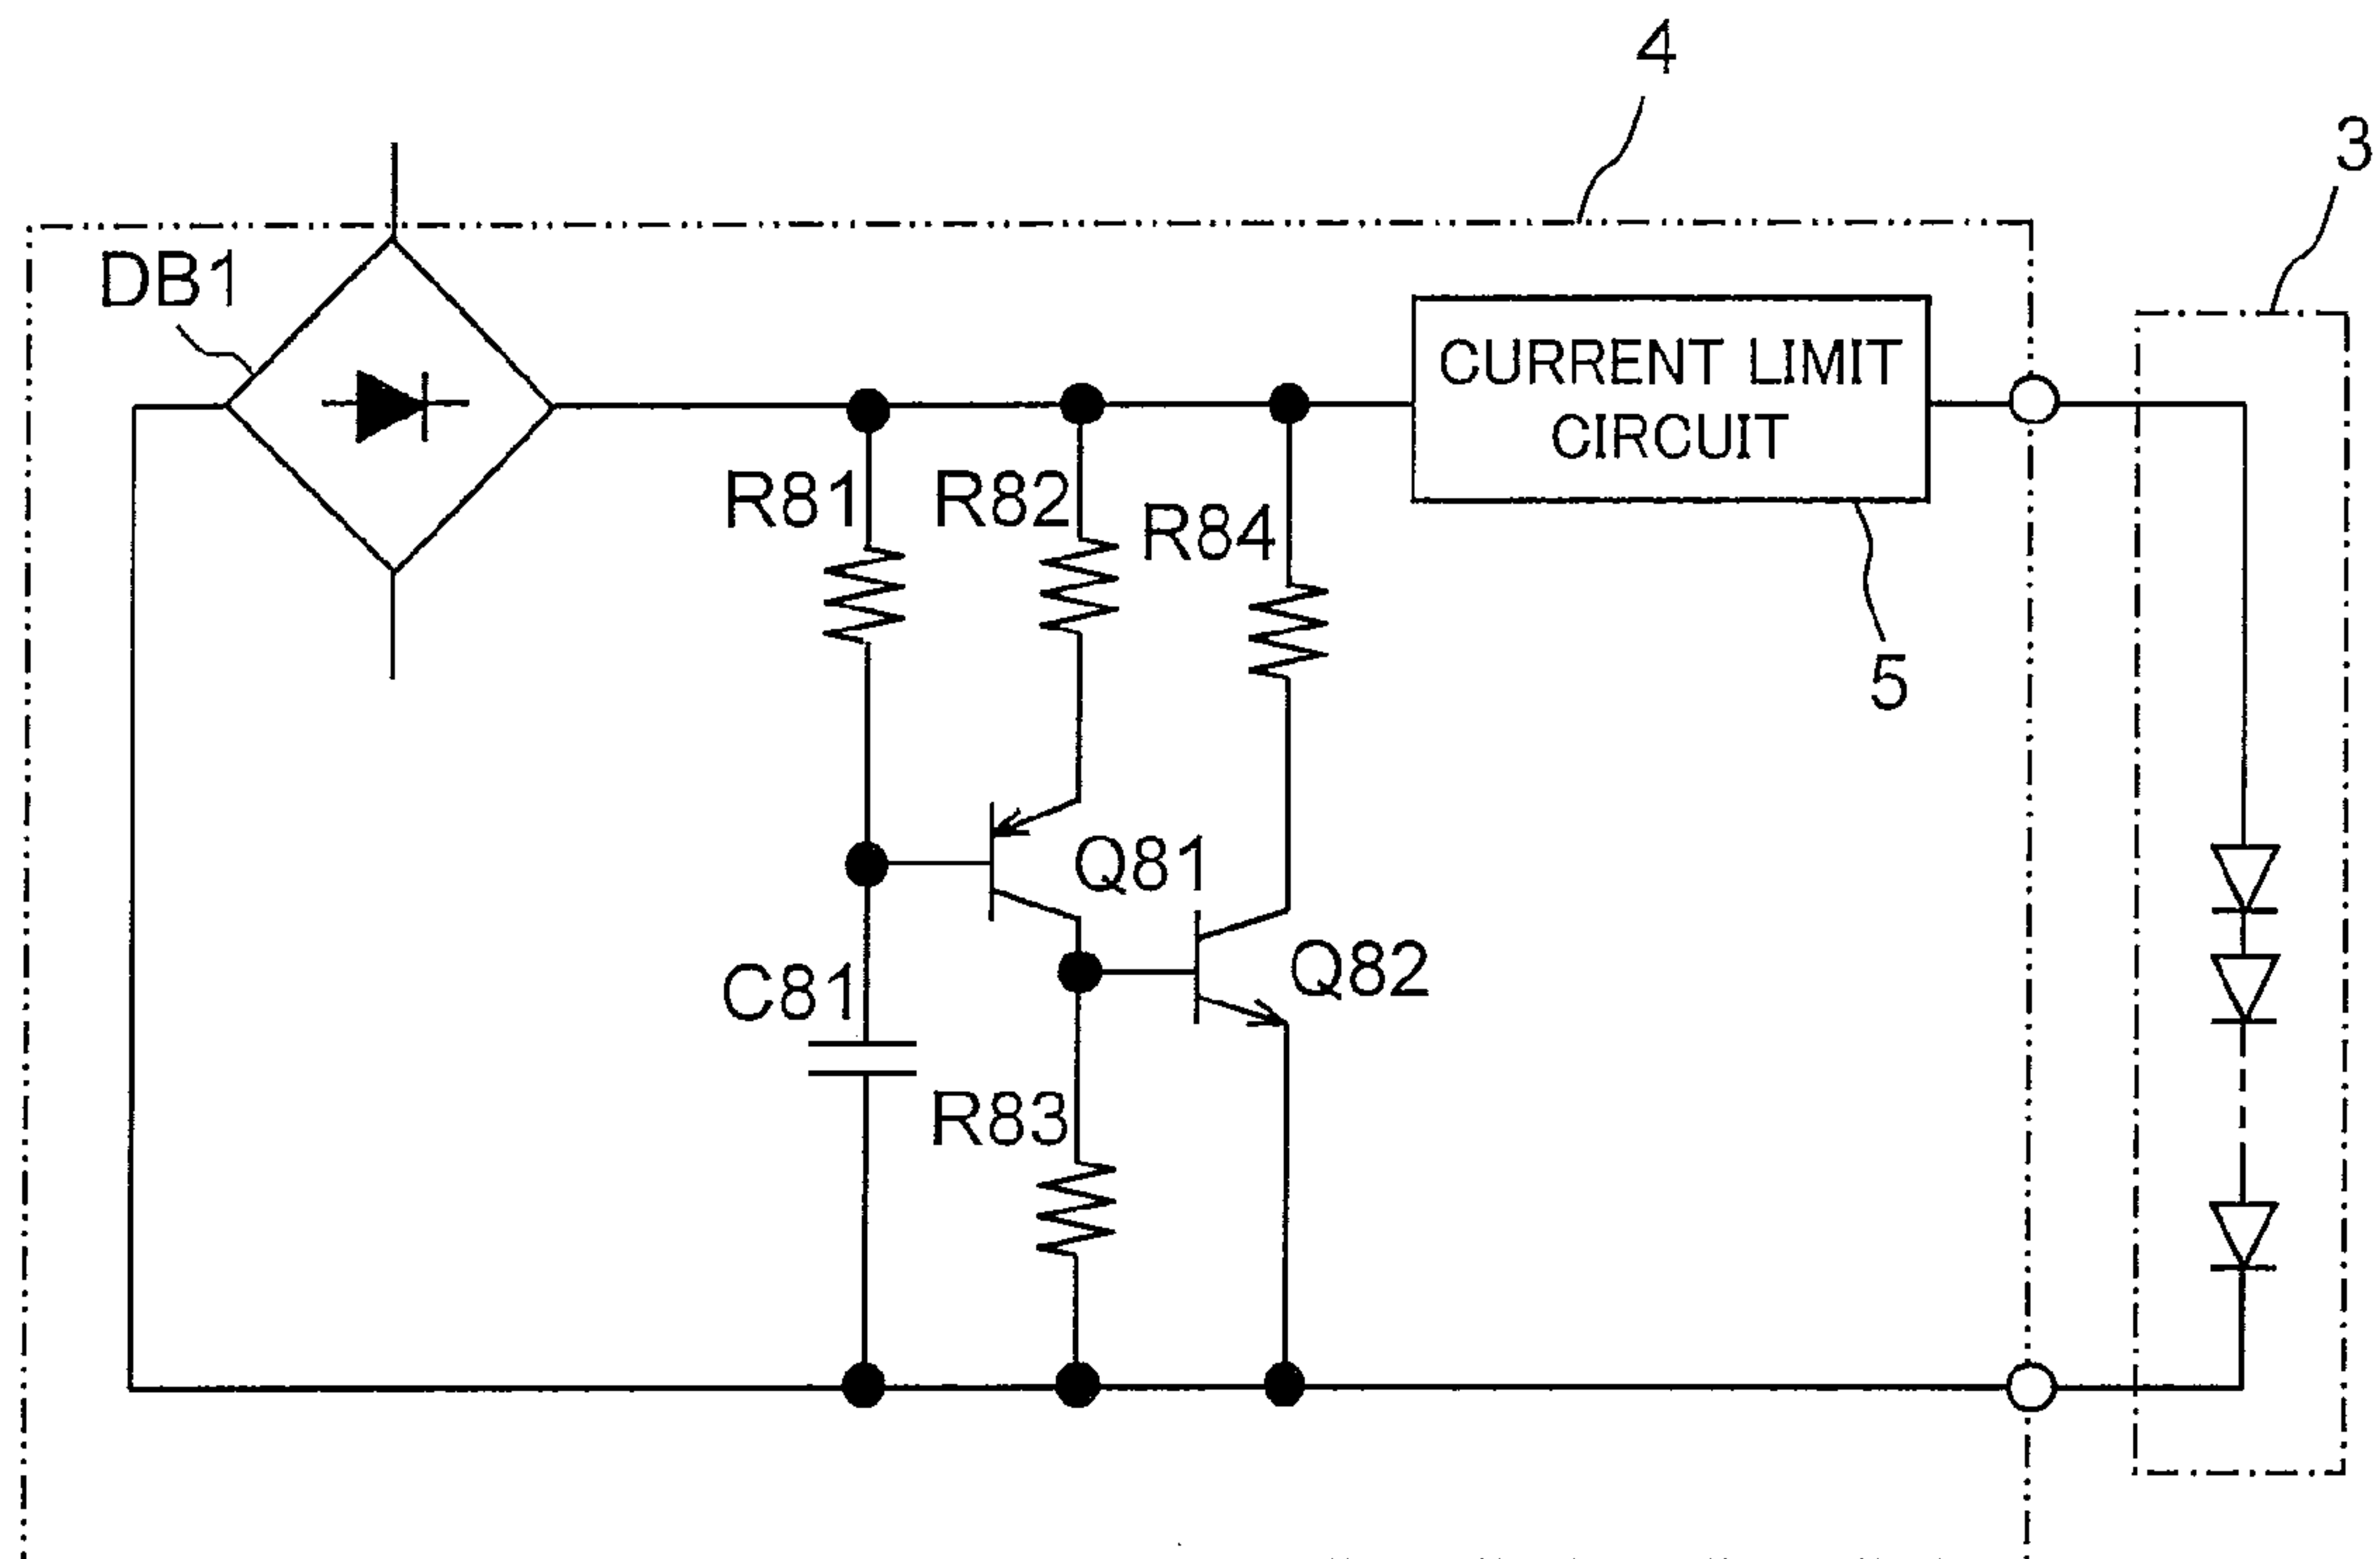 4
3
DB1
CURRENT LIMIT
CIRCUIT
R81
R82
R84
5
Q81
Q82
C81
R83